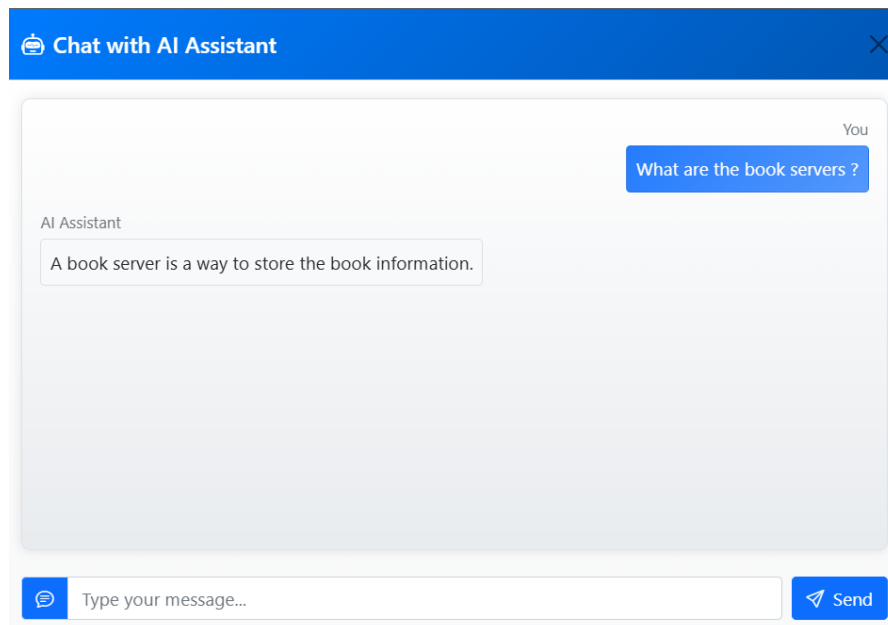 Chat with AI Assistant
You
What are the book servers ?
AI Assistant
A book server is a way to store the book information.
Type your message...
Send